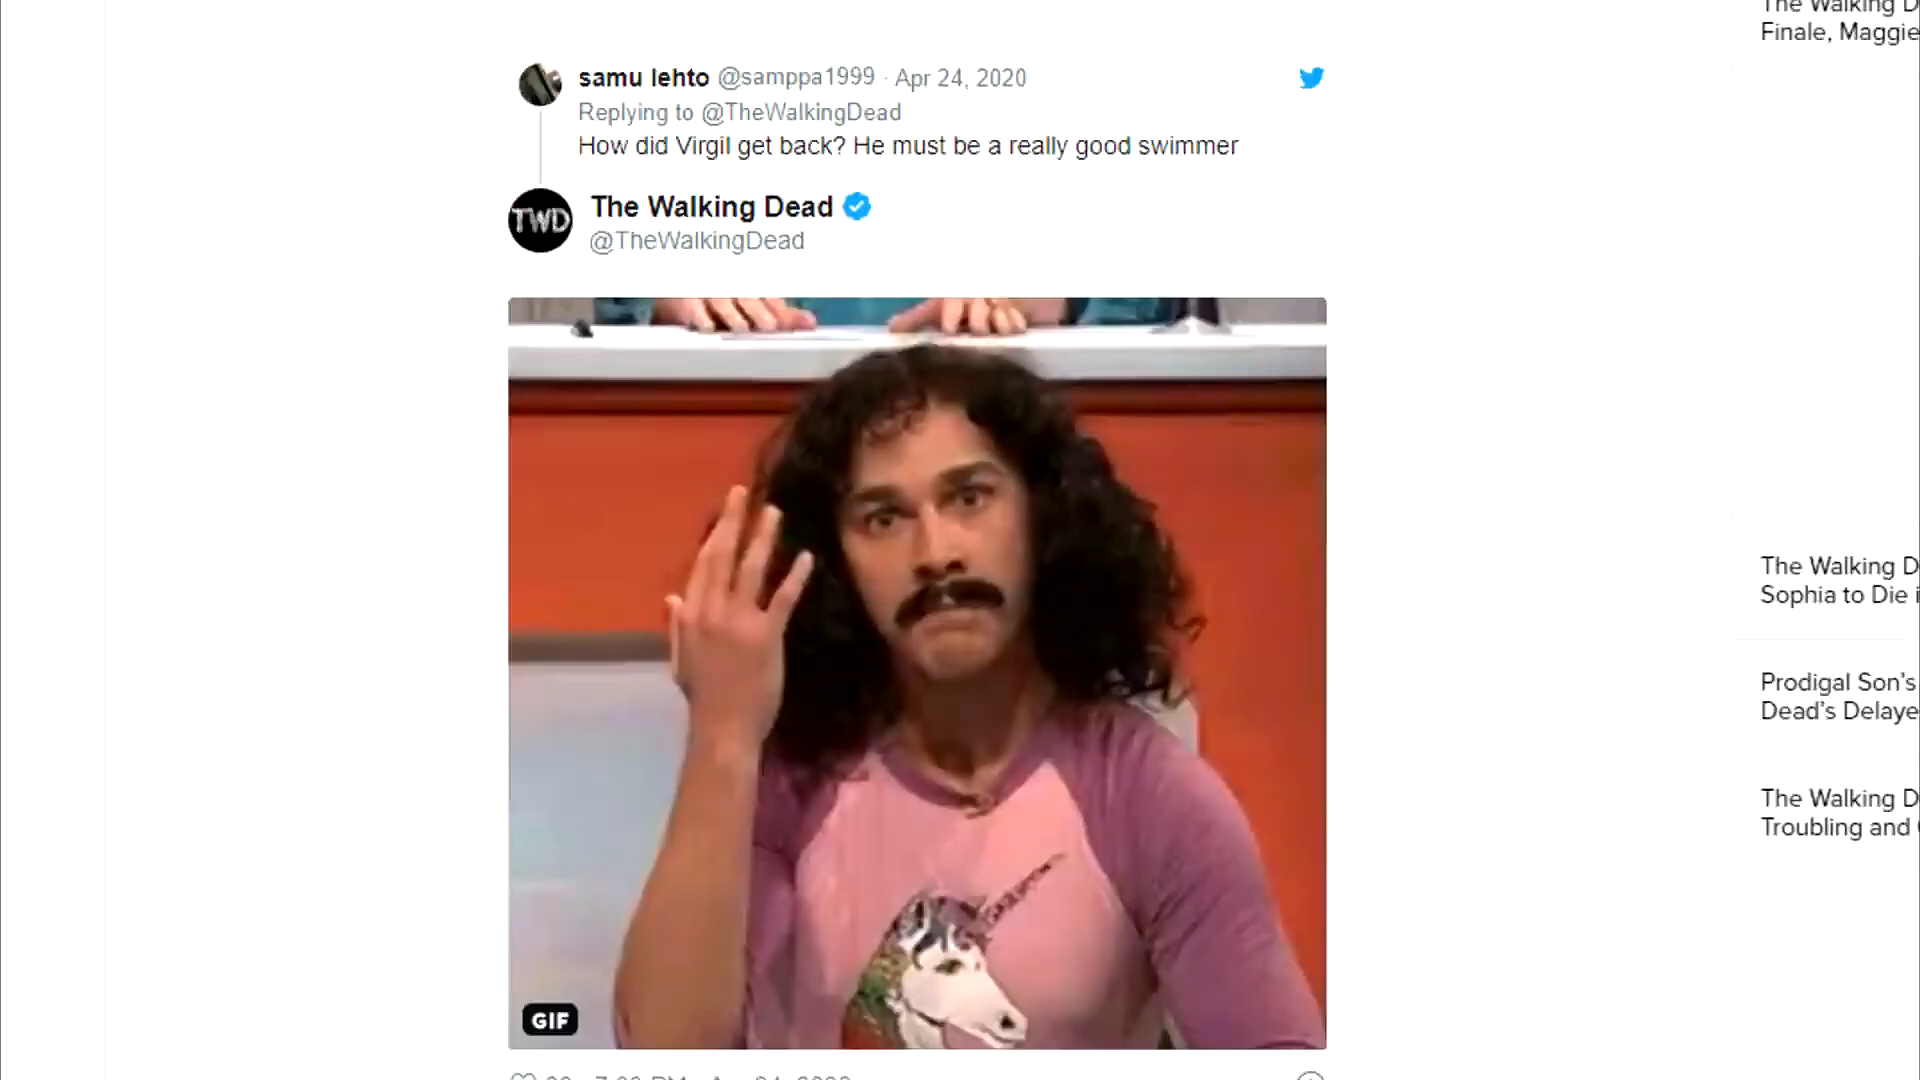 The Walking D
Finale, Maggie
samu lehto @samppa1999 · Apr 24, 2020
Replying to @TheWalkingDead
How did Virgil get back? He must be a really good swimmer
TWD
The Walking Dead
@TheWalkingDead
The Walking D
Sophia to Die i
Prodigal Son's
Dead's Delaye
The Walking D
Troubling and
GIF